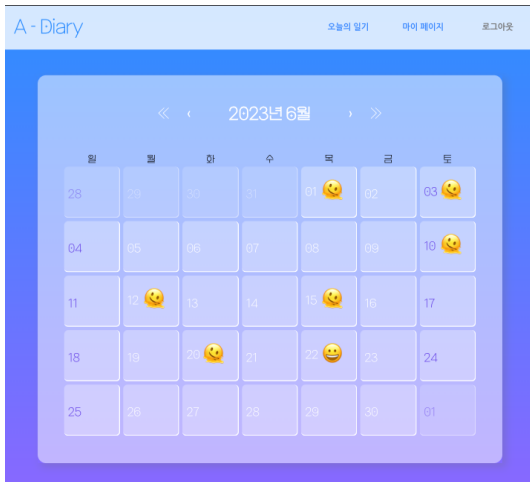 A - Diary 오늘의 일기 마이 페이지 로그아웃
« ‹ 2023년 6월 › »
일 월 화 수 목 금 토
28 29 30 31 01 🫠 02 03 🫠
04 05 06 07 08 09 10 🫠
11 12 🫠 13 14 15 🫠 16 17
18 19 20 🫠 21 22 😀 23 24
25 26 27 28 29 30 01